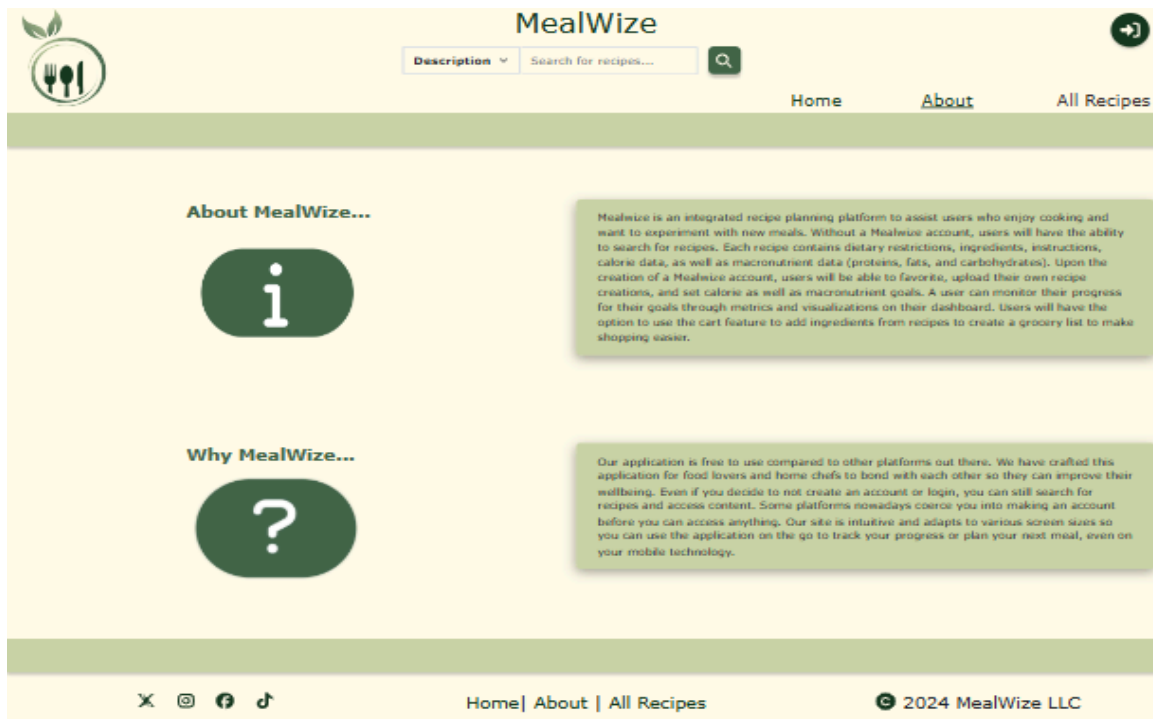 MealWize
Description
Search for recipes...
Home About All Recipes
About MealWize...
i
Mealwize is an integrated recipe planning platform to assist users who enjoy cooking and
want to experiment with new meals. Without a Mealwize account, users will have the ability
to search for recipes. Each recipe contains dietary restrictions, ingredients, instructions,
calorie data, as well as macronutrient data (proteins, fats, and carbohydrates). Upon the
creation of a Mealwize account, users will be able to favorite, upload their own recipe
creations, and set calorie as well as macronutrient goals. A user can monitor their progress
for their goals through metrics and visualizations on their dashboard. Users will have the
option to use the cart feature to add ingredients from recipes to create a grocery list to make
shopping easier.
Why MealWize...
?
Our application is free to use compared to other platforms out there. We have crafted this
application for food lovers and home chefs to bond with each other so they can improve their
wellbeing. Even if you decide to not create an account or login, you can still search for
recipes and access content. Some platforms nowadays coerce you into making an account
before you can access anything. Our site is intuitive and adapts to various screen sizes so
you can use the application on the go to track your progress or plan your next meal, even on
your mobile technology.
Home| About | All Recipes
© 2024 MealWize LLC